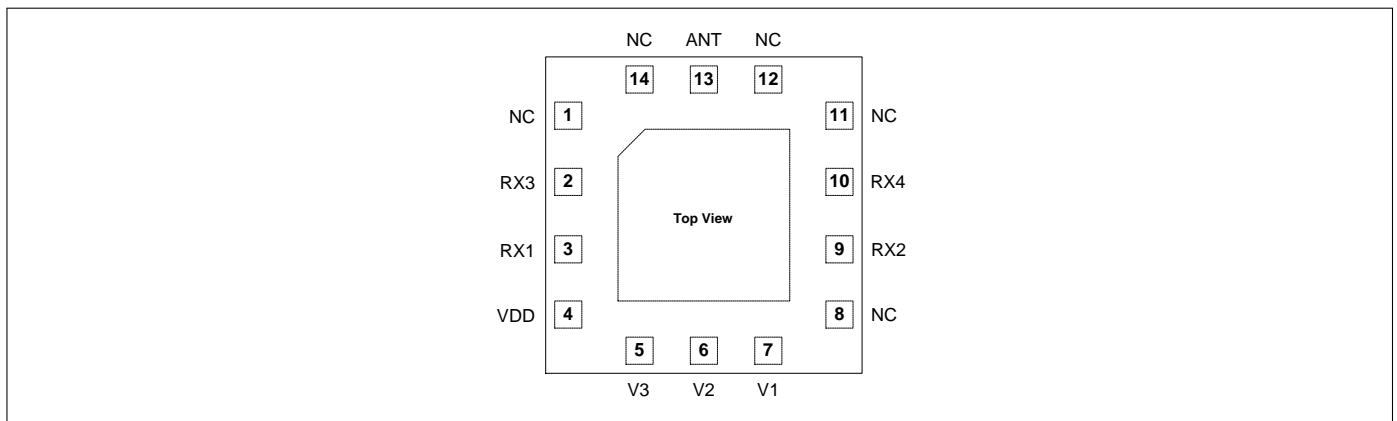 NC ANT NC
14 13 12
NC 1 11 NC
RX3 2 10 RX4
Top View
RX1 3 9 RX2
VDD 4 8 NC
5 6 7
V3 V2 V1